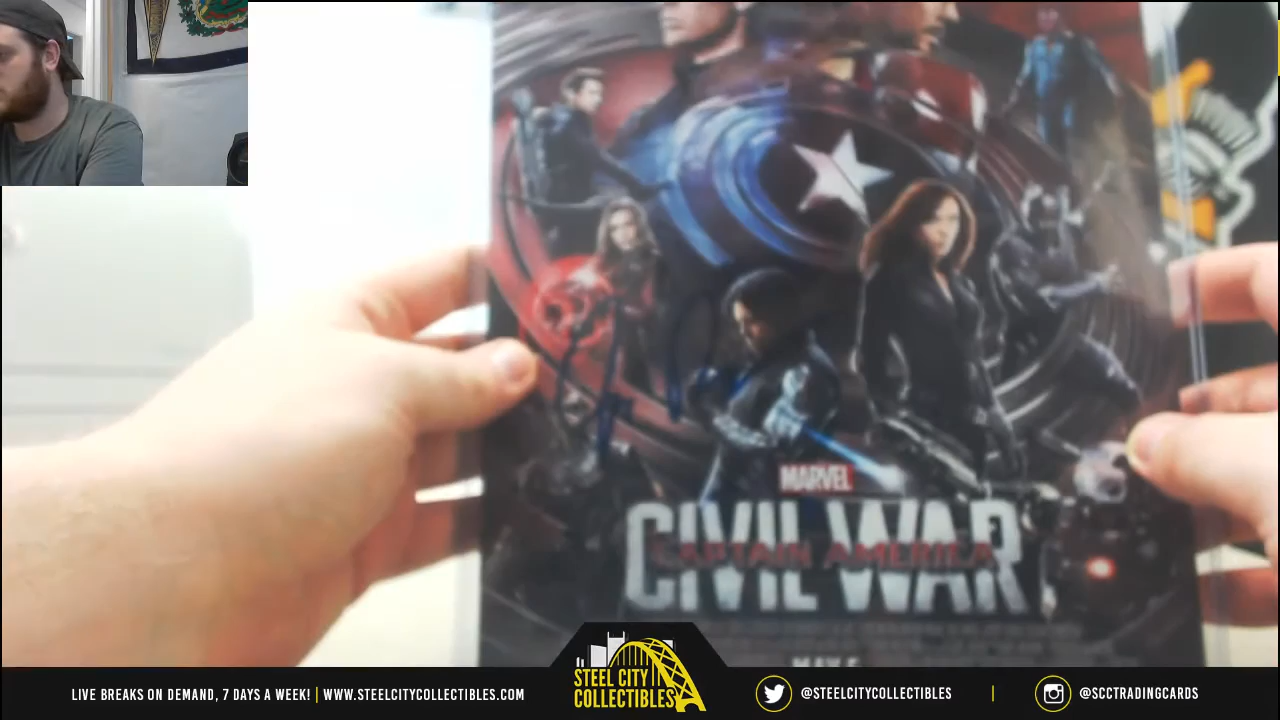 MARVEL
CIVIL WAR
CAPTAIN AMERICA
LIVE BREAKS ON DEMAND, 7 DAYS A WEEK! | WWW.STEELCITYCOLLECTIBLES.COM
STEEL CITY
COLLECTIBLES
@STEELCITYCOLLECTIBLES
@SCCTRADINGCARDS